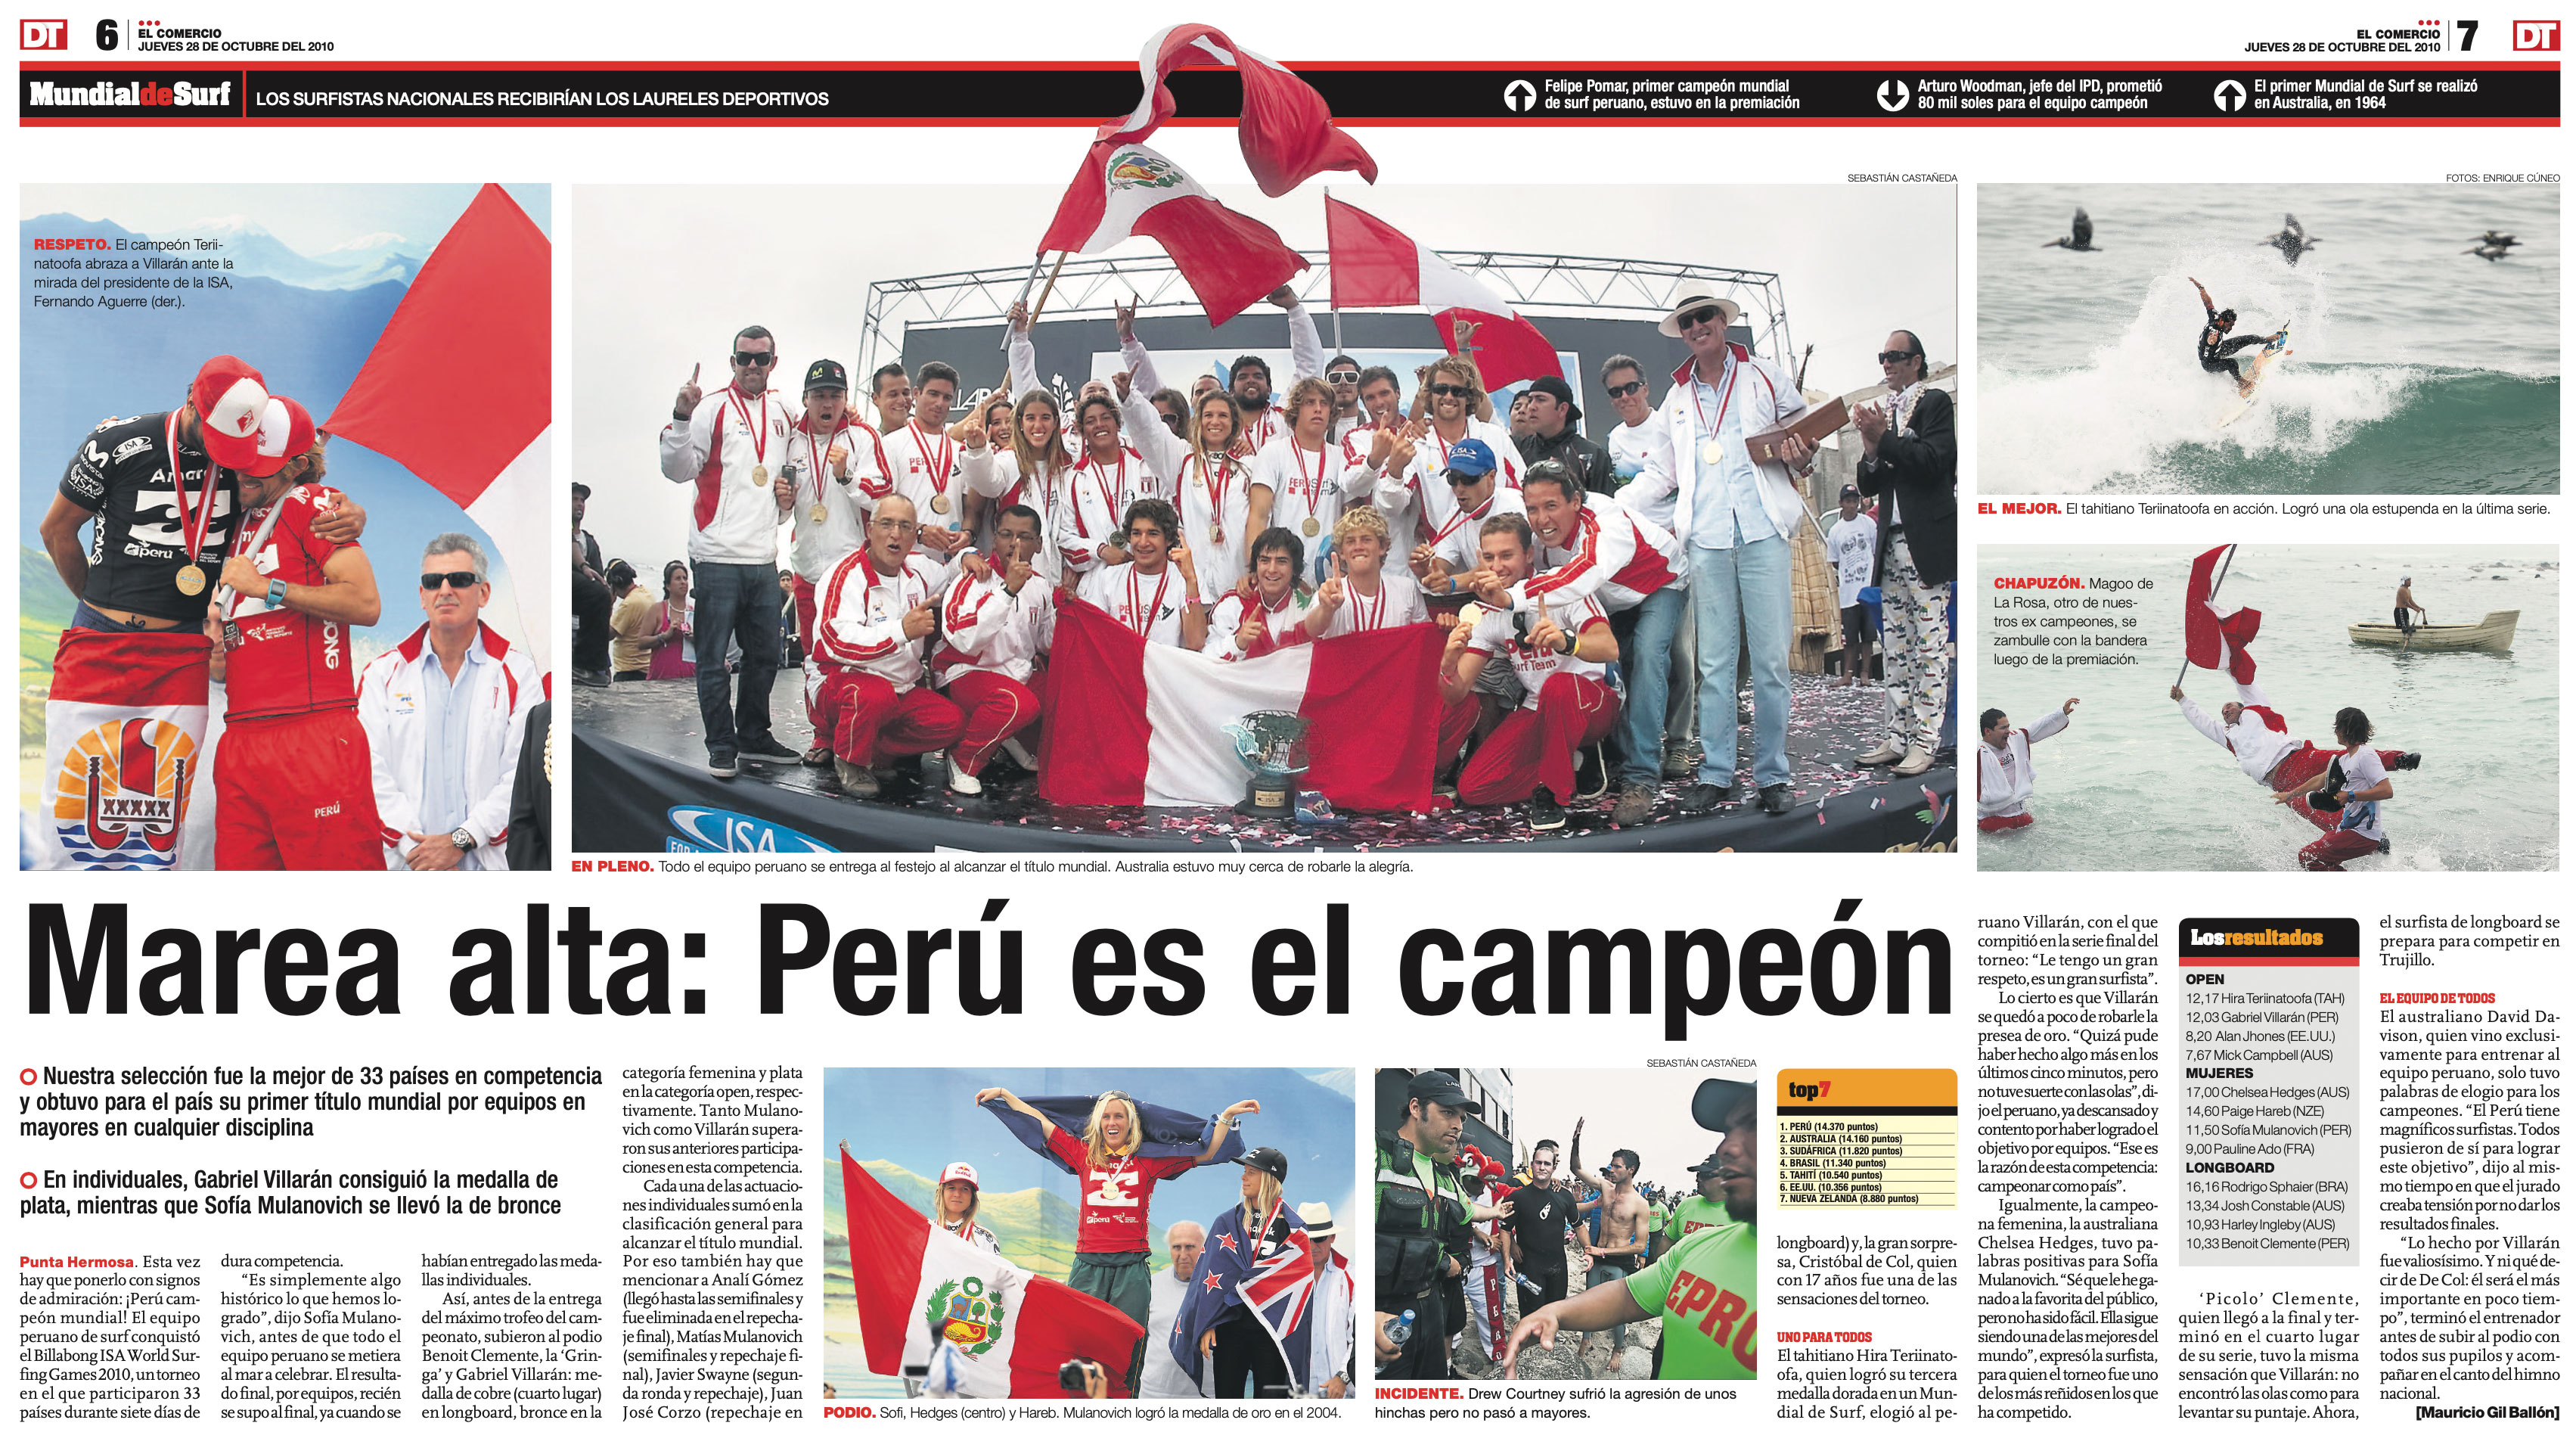 DT
6
EL COMERCIO
JUEVES 28 DE OCTUBRE DEL 2010
EL COMERCIO
JUEVES 28 DE OCTUBRE DEL 2010
7
DT
MundialdeSurf
LOS SURFISTAS NACIONALES RECIBIRÍAN LOS LAURELES DEPORTIVOS
Felipe Pomar, primer campeón mundial
de surf peruano, estuvo en la premiación
Arturo Woodman, jefe del IPD, prometió
80 mil soles para el equipo campeón
El primer Mundial de Surf se realizó
en Australia, en 1964
RESPETO. El campeón Terii-
natoofa abraza a Villarán ante la
mirada del presidente de la ISA,
Fernando Aguerre (der.).
perú
PERÚ
SEBASTIÁN CASTAÑEDA
ISA
Perú
Surf Team
EN PLENO. Todo el equipo peruano se entrega al festejo al alcanzar el título mundial. Australia estuvo muy cerca de robarle la alegría.
FOTOS: ENRIQUE CÚNEO
EL MEJOR. El tahitiano Teriinatoofa en acción. Logró una ola estupenda en la última serie.
CHAPUZÓN. Magoo de
La Rosa, otro de nues-
tros ex campeones, se
zambulle con la bandera
luego de la premiación.
Marea alta: Perú es el campeón
Nuestra selección fue la mejor de 33 países en competencia
y obtuvo para el país su primer título mundial por equipos en
mayores en cualquier disciplina
En individuales, Gabriel Villarán consiguió la medalla de
plata, mientras que Sofía Mulanovich se llevó la de bronce
Punta Hermosa. Esta vez
hay que ponerlo con signos
de admiración: ¡Perú cam-
peón mundial! El equipo
peruano de surf conquistó
el Billabong ISA World Sur-
fing Games 2010, un torneo
en el que participaron 33
países durante siete días de
dura competencia.
“Es simplemente algo
histórico lo que hemos lo-
grado”, dijo Sofía Mulano-
vich, antes de que todo el
equipo peruano se metiera
al mar a celebrar. El resulta-
do final, por equipos, recién
se supo al final, ya cuando se
habían entregado las meda-
llas individuales.
Así, antes de la entrega
del máximo trofeo del cam-
peonato, subieron al podio
Benoit Clemente, la ‘Grin-
ga’ y Gabriel Villarán: me-
dalla de cobre (cuarto lugar)
en longboard, bronce en la
categoría femenina y plata
en la categoría open, respec-
tivamente. Tanto Mulano-
vich como Villarán supera-
ron sus anteriores participa-
ciones en esta competencia.
Cada una de las actuacio-
nes individuales sumó en la
clasificación general para
alcanzar el título mundial.
Por eso también hay que
mencionar a Analí Gómez
(llegó hasta las semifinales y
fue eliminada en el repecha-
je final), Matías Mulanovich
(semifinales y repechaje fi-
nal), Javier Swayne (segun-
da ronda y repechaje), Juan
José Corzo (repechaje en
PODIO. Sofi, Hedges (centro) y Hareb. Mulanovich logró la medalla de oro en el 2004.
SEBASTIÁN CASTAÑEDA
EPRO
INCIDENTE. Drew Courtney sufrió la agresión de unos
hinchas pero no pasó a mayores.
top7
1. PERÚ (14.370 puntos)
2. AUSTRALIA (14.160 puntos)
3. SUDÁFRICA (11.820 puntos)
4. BRASIL (11.340 puntos)
5. TAHITÍ (10.540 puntos)
6. EE.UU. (10.356 puntos)
7. NUEVA ZELANDA (8.880 puntos)
longboard) y, la gran sorpre-
sa, Cristóbal de Col, quien
con 17 años fue una de las
sensaciones del torneo.
UNO PARA TODOS
El tahitiano Hira Teriinato-
ofa, quien logró su tercera
medalla dorada en un Mun-
dial de Surf, elogió al pe-
ruano Villarán, con el que
compitió en la serie final del
torneo: “Le tengo un gran
respeto, es un gran surfista”.
Lo cierto es que Villarán
se quedó a poco de robarle la
presea de oro. “Quizá pude
haber hecho algo más en los
últimos cinco minutos, pero
no tuve suerte con las olas”, di-
jo el peruano, ya descansado y
contento por haber logrado el
objetivo por equipos. “Ese es
la razón de esta competencia:
campeonar como país”.
Igualmente, la campeo-
na femenina, la australiana
Chelsea Hedges, tuvo pa-
labras positivas para Sofía
Mulanovich. “Sé que le he ga-
nado a la favorita del público,
pero no ha sido fácil. Ella sigue
siendo una de las mejores del
mundo”, expresó la surfista,
para quien el torneo fue uno
de los más reñidos en los que
ha competido.
Losresultados
OPEN
12,17 Hira Teriinatoofa (TAH)
12,03 Gabriel Villarán (PER)
8,20 Alan Jhones (EE.UU.)
7,67 Mick Campbell (AUS)
MUJERES
17,00 Chelsea Hedges (AUS)
14,60 Paige Hareb (NZE)
11,50 Sofía Mulanovich (PER)
9,00 Pauline Ado (FRA)
LONGBOARD
16,16 Rodrigo Sphaier (BRA)
13,34 Josh Constable (AUS)
10,93 Harley Ingleby (AUS)
10,33 Benoit Clemente (PER)
‘Picolo’ Clemente,
quien llegó a la final y ter-
minó en el cuarto lugar
de su serie, tuvo la misma
sensación que Villarán: no
encontró las olas como para
levantar su puntaje. Ahora,
el surfista de longboard se
prepara para competir en
Trujillo.
EL EQUIPO DE TODOS
El australiano David Da-
vison, quien vino exclusi-
vamente para entrenar al
equipo peruano, solo tuvo
palabras de elogio para los
campeones. “El Perú tiene
magníficos surfistas. Todos
pusieron de sí para lograr
este objetivo”, dijo al mis-
mo tiempo en que el jurado
creaba tensión por no dar los
resultados finales.
“Lo hecho por Villarán
fue valiosísimo. Y ni qué de-
cir de De Col: él será el más
importante en poco tiem-
po”, terminó el entrenador
antes de subir al podio con
todos sus pupilos y acom-
pañar en el canto del himno
nacional.
[Mauricio Gil Ballón]